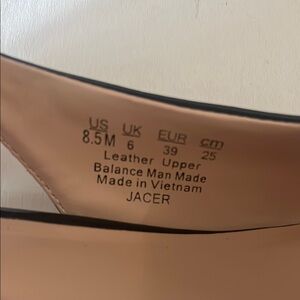 US UK EUR cm
8.5M 6 39 25
Leather Upper
Balance Man Made
Made in Vietnam
JACER